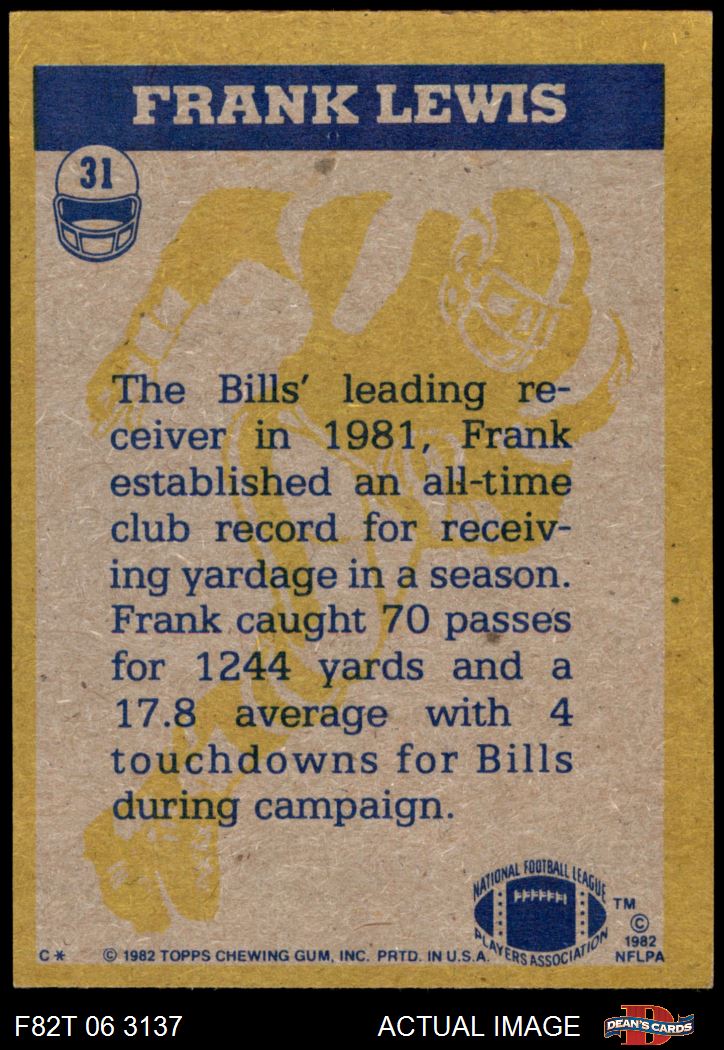 FRANK LEWIS
31
The Bills' leading re-
ceiver in 1981, Frank
established an all-time
club record for receiv-
ing yardage in a season.
Frank caught 70 passes
for 1244 yards and a
17.8 average with 4
touchdowns for Bills
during campaign.
NATIONAL FOOTBALL LEAGUE
PLAYERS ASSOCIATION
TM
©
1982
NFLPA
C * © 1982 TOPPS CHEWING GUM, INC. PRTD. IN U.S.A.
F82T 06 3137 ACTUAL IMAGE D DEAN'S CARDS